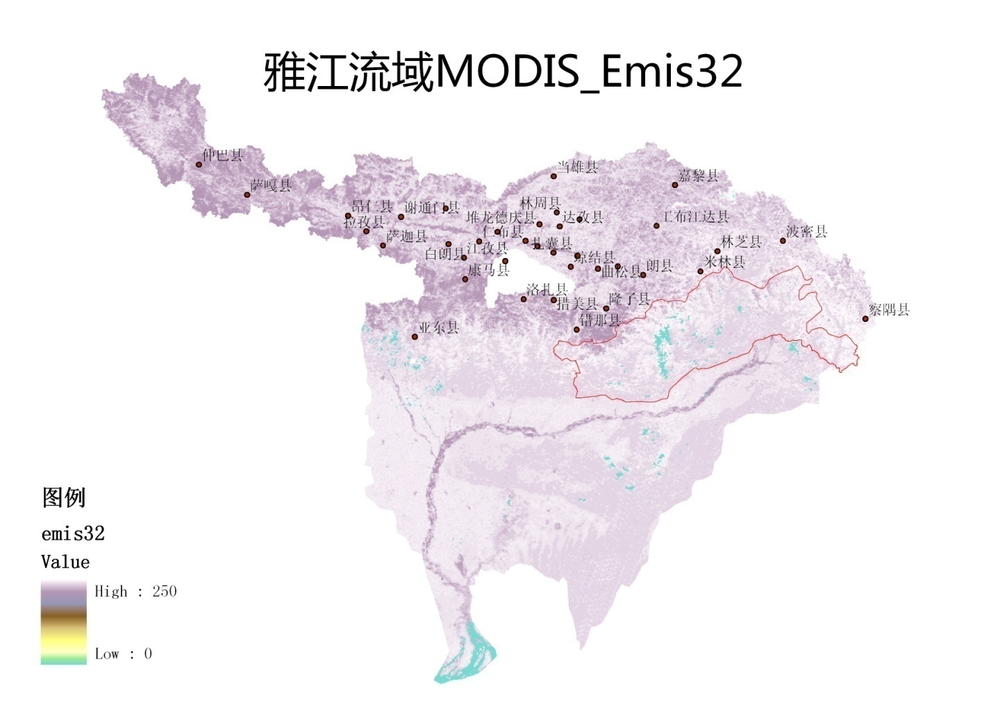 雅江流域MODIS_Emis32
仲巴县
萨嘎县
当雄县
嘉黎县
昂仁县
谢通门县
林周县
拉孜县
堆龙德庆县
达孜县
工布江达县
萨迦县
仁布县
波密县
白朗县
江孜县
扎囊县
林芝县
康马县
琼结县
曲松县
朗县
米林县
洛扎县
措美县
隆子县
察隅县
亚东县
错那县
图例
emis32
Value
High : 250
Low : 0